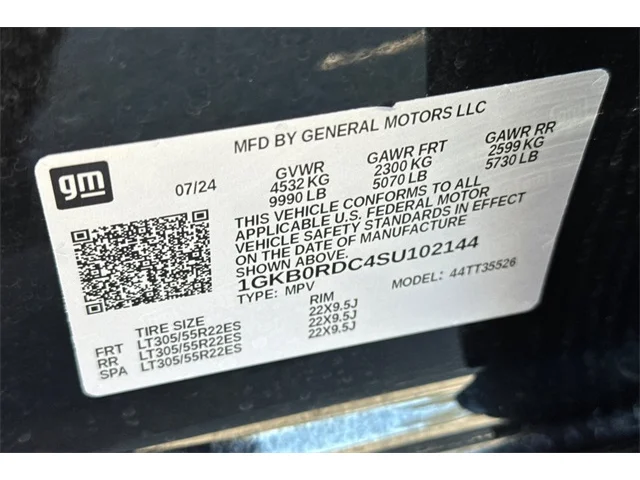 MFD BY GENERAL MOTORS LLC
gm
07/24
GVWR GAWR FRT GAWR RR
4532 KG 2300 KG 2599 KG
9990 LB 5070 LB 5730 LB
THIS VEHICLE CONFORMS TO ALL
APPLICABLE U.S. FEDERAL MOTOR
VEHICLE SAFETY STANDARDS IN EFFECT
ON THE DATE OF MANUFACTURE
SHOWN ABOVE.
1GKB0RDC4SU102144
TYPE: MPV MODEL: 44TT35526
TIRE SIZE RIM
FRT LT305/55R22ES 22X9.5J
RR LT305/55R22ES 22X9.5J
SPA LT305/55R22ES 22X9.5J